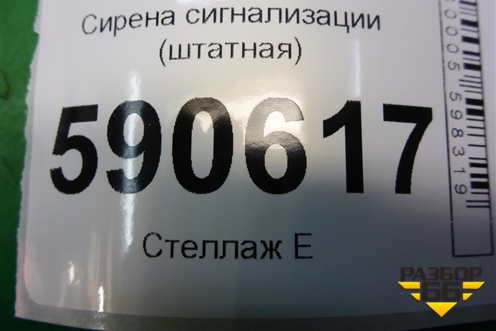 Сирена сигнализации
(штатная)
590617
Стеллаж Е
РАЗБОР
66